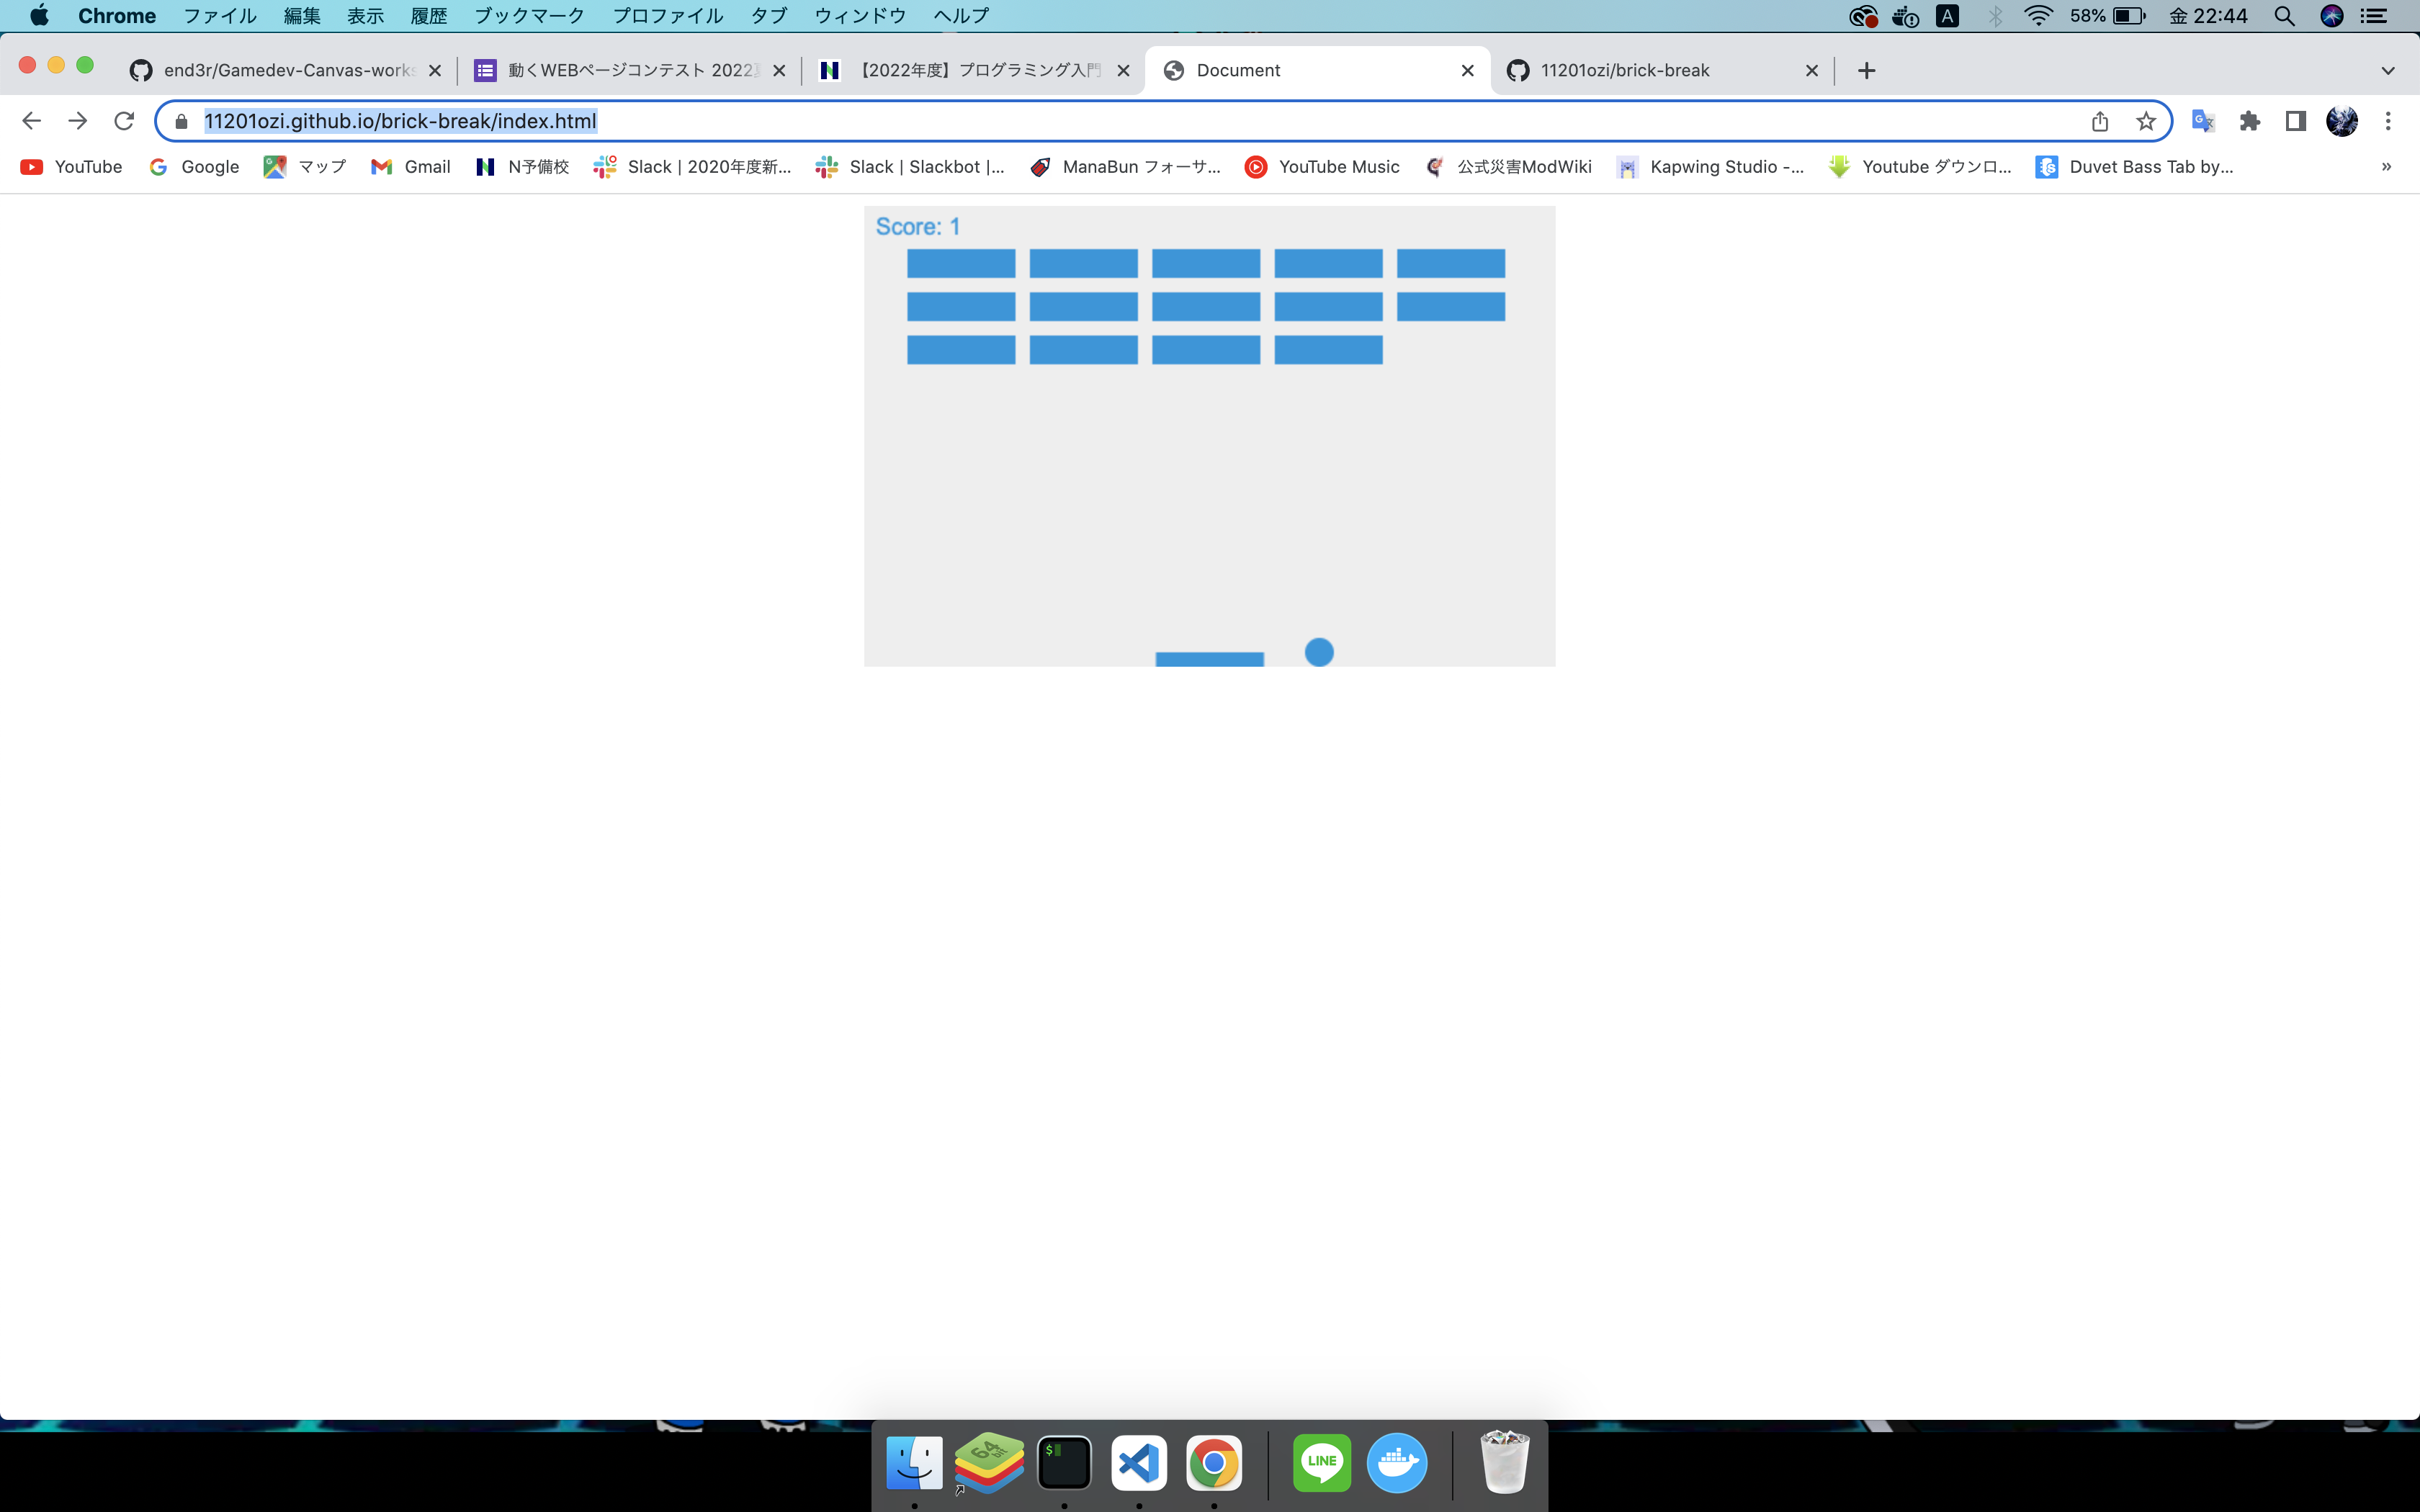 Chrome ファイル 編集 表示 履歴 ブックマーク プロファイル タブ ウィンドウ ヘルプ A 58% 金 22:44
end3r/Gamedev-Canvas-works 動くWEBページコンテスト 2022 【2022年度】プログラミング入門 Document 11201ozi/brick-break
11201ozi.github.io/brick-break/index.html
YouTube Google マップ Gmail N予備校 Slack | 2020年度新... Slack | Slackbot |... ManaBun フォーサ... YouTube Music 公式災害ModWiki Kapwing Studio -... Youtube ダウンロ... Duvet Bass Tab by... »
Score: 1
64 bit $ LINE